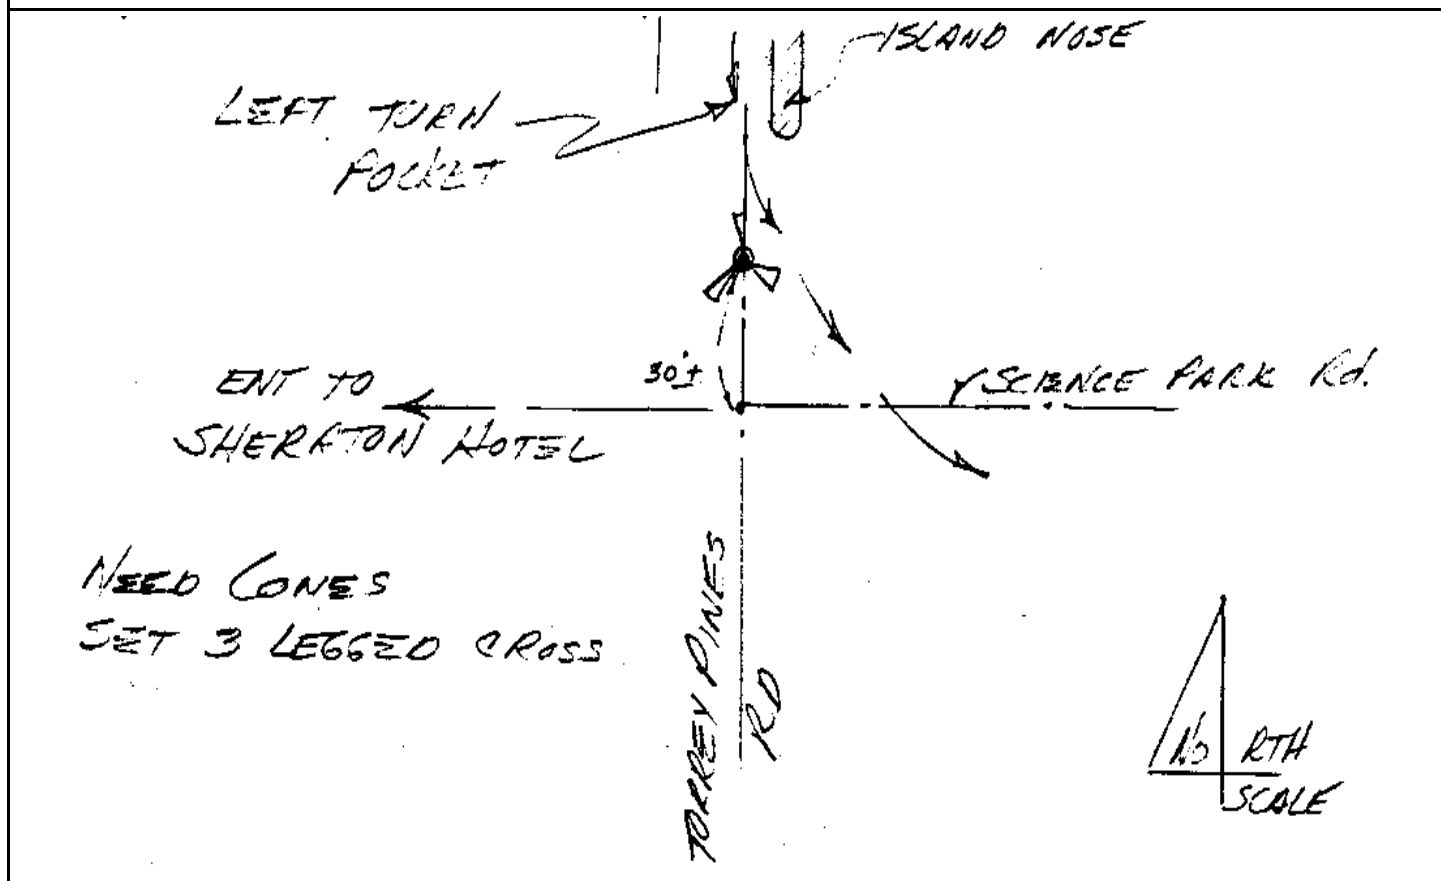 ISLAND NOSE
LEFT TURN
POCKET
30'±
ENT TO
SHERATON HOTEL
SCIENCE PARK Rd.
NEED CONES
SET 3 LEGGED CROSS
TORREY PINES
RD
NORTH
SCALE